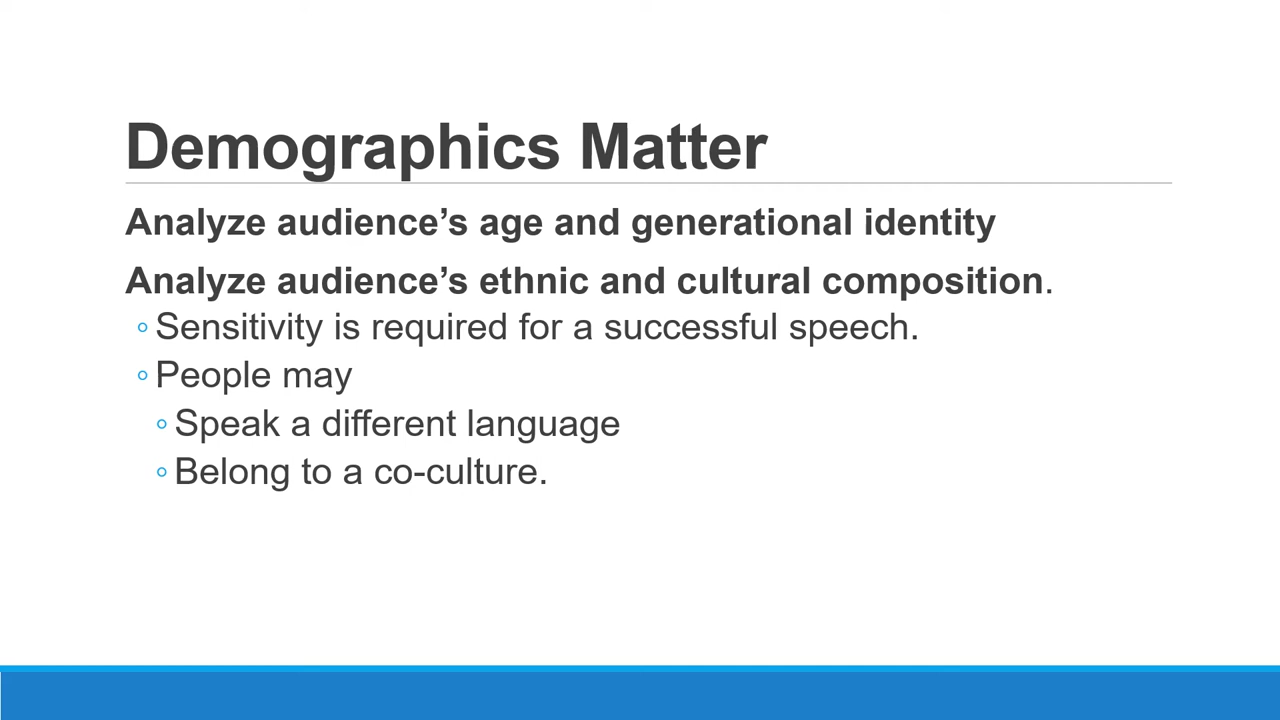 Demographics Matter
Analyze audience’s age and generational identity
Analyze audience’s ethnic and cultural composition.
◦Sensitivity is required for a successful speech.
◦People may
◦Speak a different language
◦Belong to a co-culture.